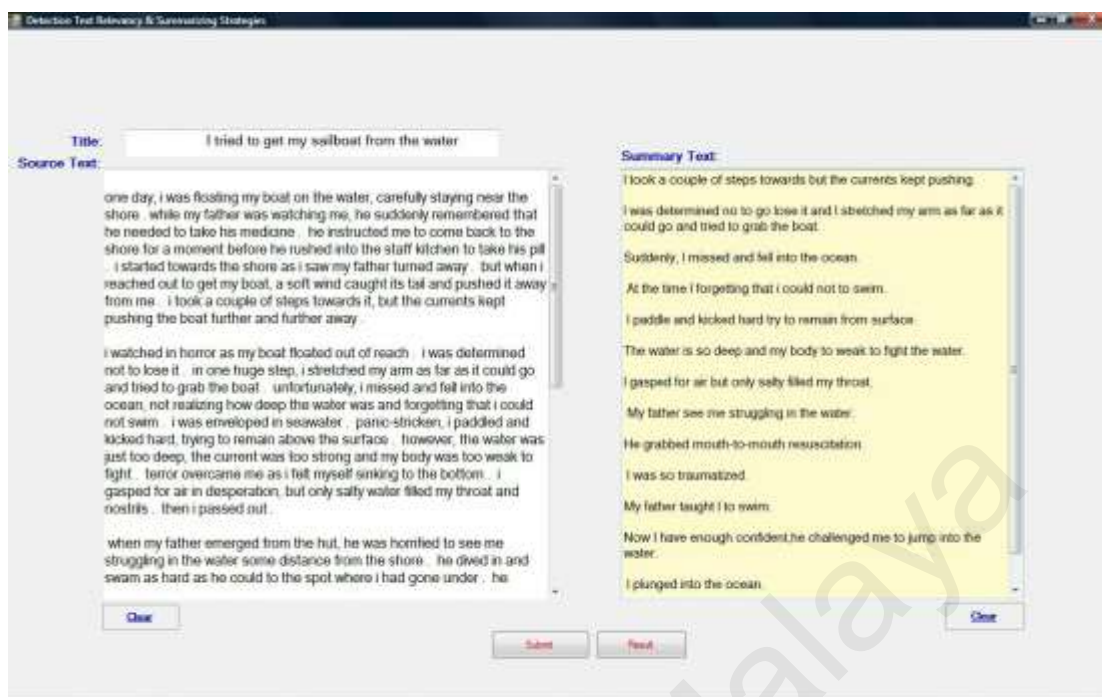 Detection Text Relevancy & Summarizing Strategies
Title:
I tried to get my sailboat from the water
Source Text:
one day, i was floating my boat on the water, carefully staying near the
shore . while my father was watching me, he suddenly remembered that
he needed to take his medicine . he instructed me to come back to the
shore for a moment before he rushed into the staff kitchen to take his pill
. i started towards the shore as i saw my father turned away . but when i
reached out to get my boat, a soft wind caught its tail and pushed it away
from me . i took a couple of steps towards it, but the currents kept
pushing the boat further and further away .
i watched in horror as my boat floated out of reach . i was determined
not to lose it . in one huge step, i stretched my arm as far as it could go
and tried to grab the boat . unfortunately, i missed and fell into the
ocean, not realizing how deep the water was and forgetting that i could
not swim . i was enveloped in seawater . panic-stricken, i paddled and
kicked hard, trying to remain above the surface . however, the water was
just too deep, the current was too strong and my body was too weak to
fight . terror overcame me as i felt myself sinking to the bottom . i
gasped for air in desperation, but only salty water filled my throat and
nostrils . then i passed out .
when my father emerged from the hut, he was horrified to see me
struggling in the water some distance from the shore . he dived in and
swam as hard as he could to the spot where i had gone under . he
Clear
Summary Text:
I took a couple of steps towards but the currents kept pushing.
I was determined no to go lose it and I stretched my arm as far as it
could go and tried to grab the boat.
Suddenly, I missed and fell into the ocean.
At the time I forgetting that i could not to swim.
I paddle and kicked hard try to remain from surface.
The water is so deep and my body to weak to fight the water.
I gasped for air but only salty filled my throat.
My father see me struggling in the water.
He grabbed mouth-to-mouth resuscitation.
I was so traumatized.
My father taught I to swim.
Now I have enough confident,he challenged me to jump into the
water.
I plunged into the ocean.
Clear
Submit
Result
alaya